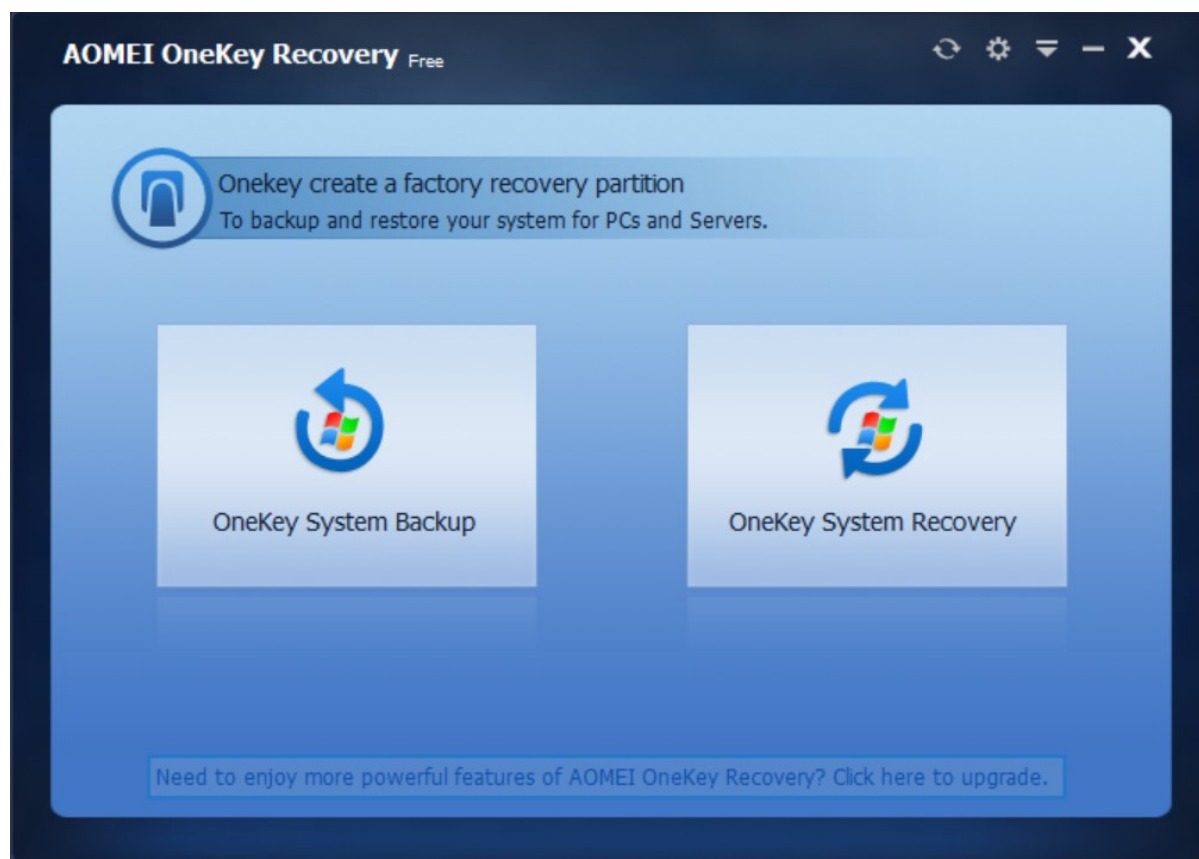 AOMEI OneKey Recovery Free
Onekey create a factory recovery partition
To backup and restore your system for PCs and Servers.
OneKey System Backup
OneKey System Recovery
Need to enjoy more powerful features of AOMEI OneKey Recovery? Click here to upgrade.